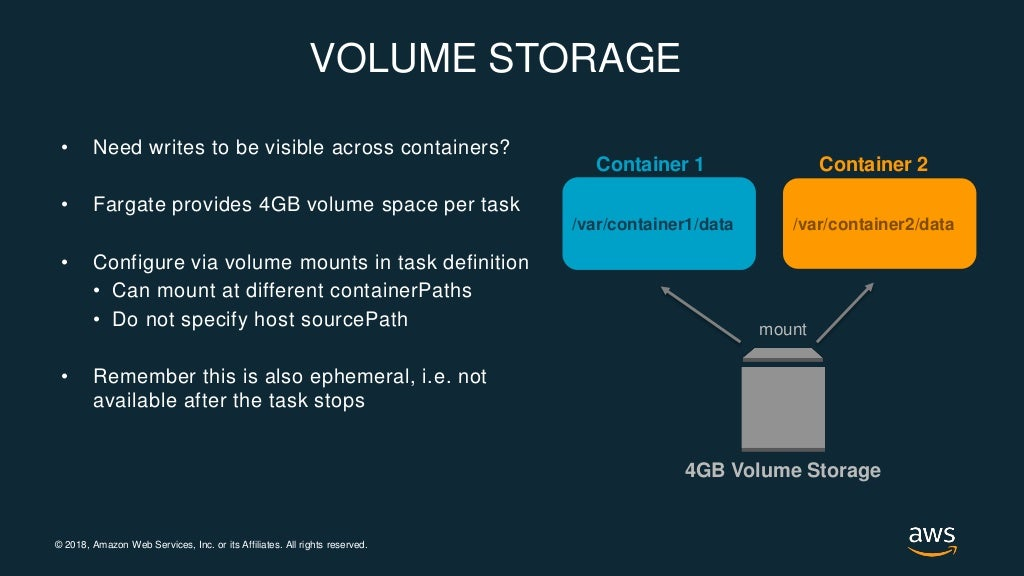 VOLUME STORAGE
• Need writes to be visible across containers?
• Fargate provides 4GB volume space per task
• Configure via volume mounts in task definition
• Can mount at different containerPaths
• Do not specify host sourcePath
• Remember this is also ephemeral, i.e. not
available after the task stops
Container 1
/var/container1/data
Container 2
/var/container2/data
mount
4GB Volume Storage
© 2018, Amazon Web Services, Inc. or its Affiliates. All rights reserved.
aws